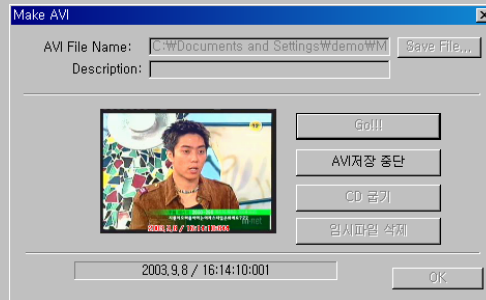 Make AVI
AVI File Name: C:₩Documents and Settings₩demo₩M Save File...
Description:
Go!!!
AVI저장 중단
CD 굽기
임시파일 삭제
2003, 9, 8 / 16:14:10:001
OK